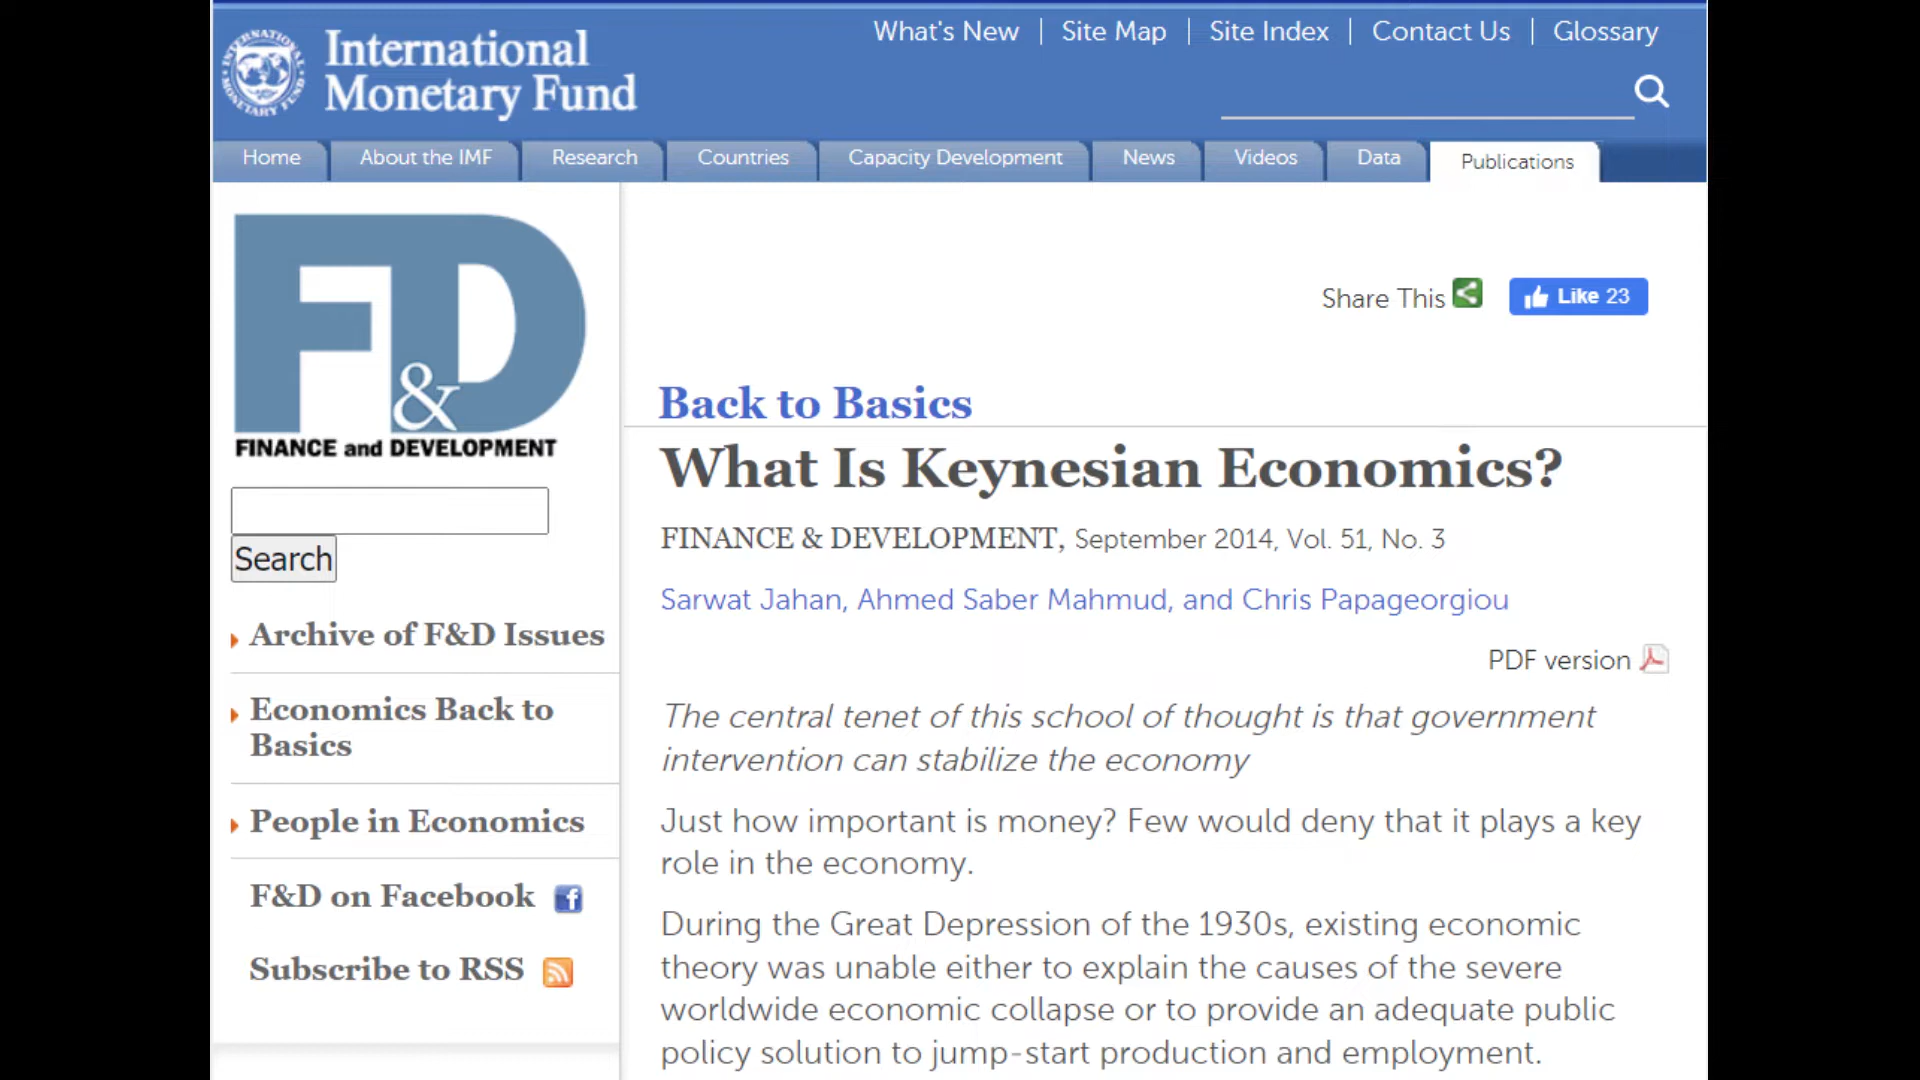 What's New | Site Map | Site Index | Contact Us | Glossary
INTERNATIONAL MONETARY FUND
International
Monetary Fund
Home
About the IMF
Research
Countries
Capacity Development
News
Videos
Data
Publications
F&D
FINANCE and DEVELOPMENT
Search
Archive of F&D Issues
Economics Back to
Basics
People in Economics
F&D on Facebook
Subscribe to RSS
Share This
Like 23
Back to Basics
What Is Keynesian Economics?
FINANCE & DEVELOPMENT, September 2014, Vol. 51, No. 3
Sarwat Jahan, Ahmed Saber Mahmud, and Chris Papageorgiou
PDF version
The central tenet of this school of thought is that government
intervention can stabilize the economy
Just how important is money? Few would deny that it plays a key
role in the economy.
During the Great Depression of the 1930s, existing economic
theory was unable either to explain the causes of the severe
worldwide economic collapse or to provide an adequate public
policy solution to jump-start production and employment.